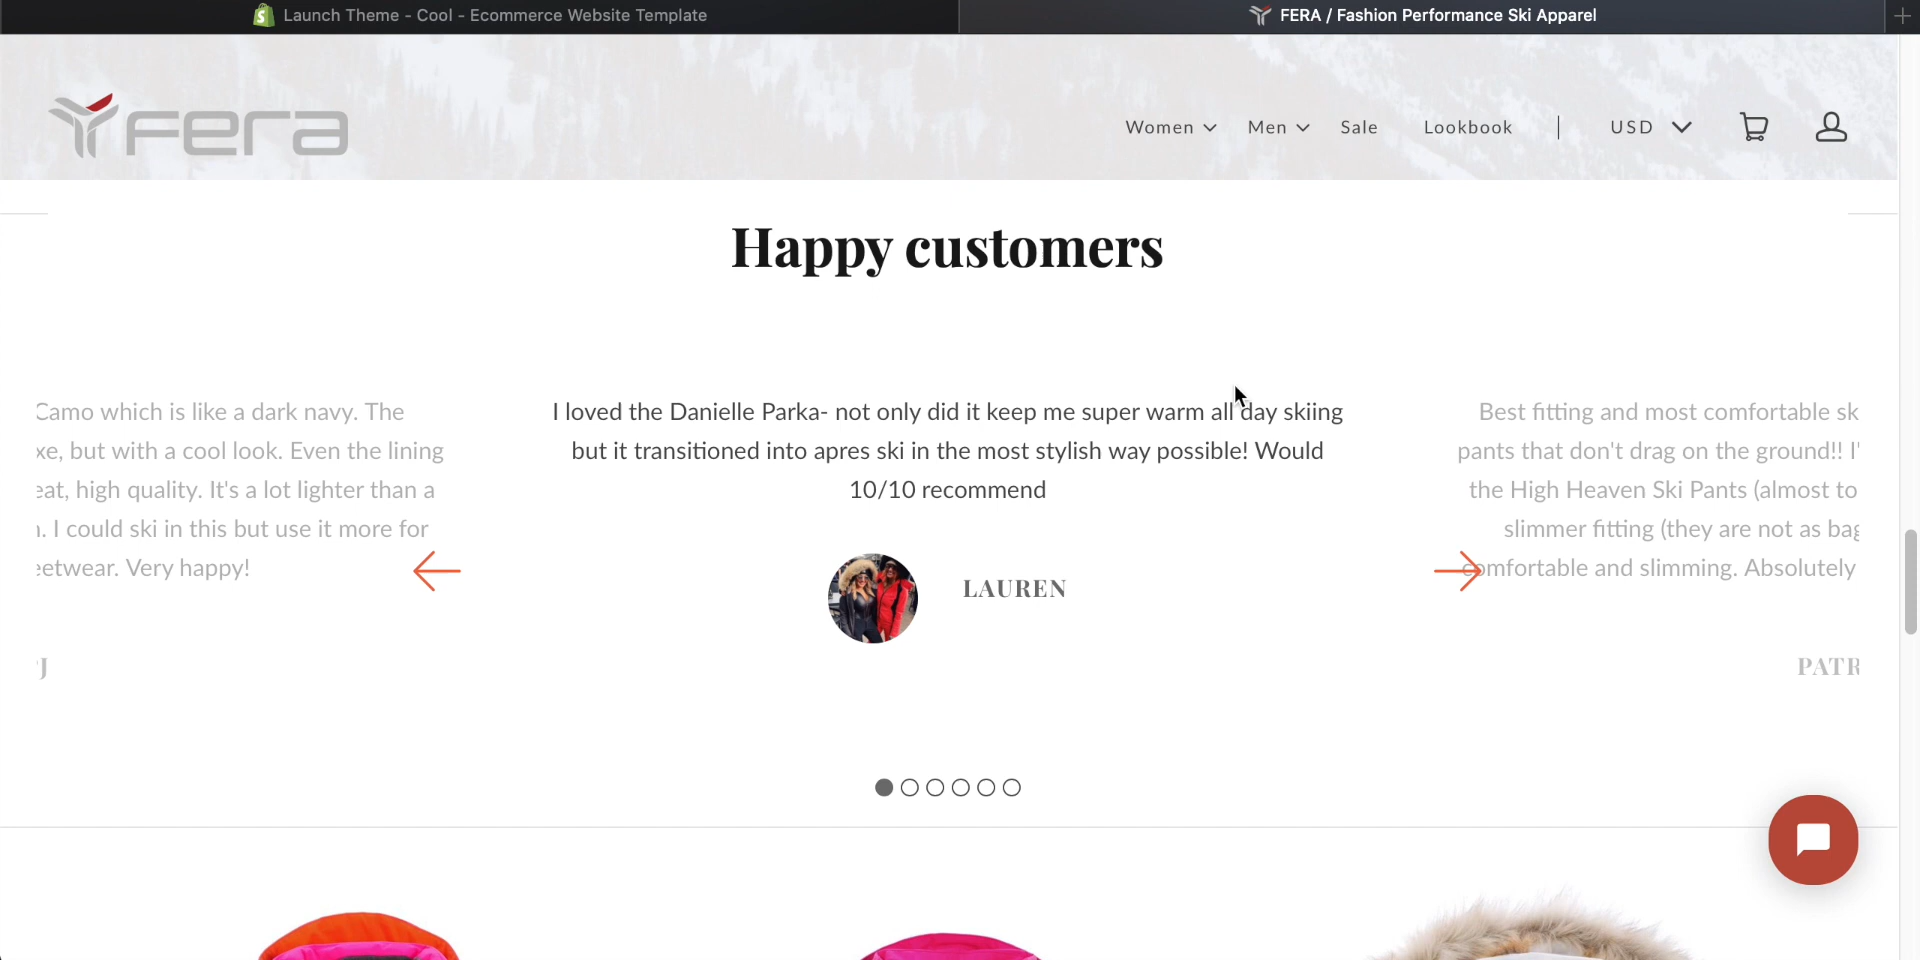 Launch Theme - Cool - Ecommerce Website Template
FERA / Fashion Performance Ski Apparel
fera
Women
Men
Sale
Lookbook
USD
Happy customers
Camo which is like a dark navy. The
but with a cool look. Even the lining
high quality. It's a lot lighter than a
I could ski in this but use it more for
Very happy!
I loved the Danielle Parka- not only did it keep me super warm all day skiing
but it transitioned into apres ski in the most stylish way possible! Would
10/10 recommend
LAUREN
Best fitting and most comfortable sk
pants that don't drag on the ground!! I'
the High Heaven Ski Pants (almost to
slimmer fitting (they are not as bag
comfortable and slimming. Absolutely
J
PATR